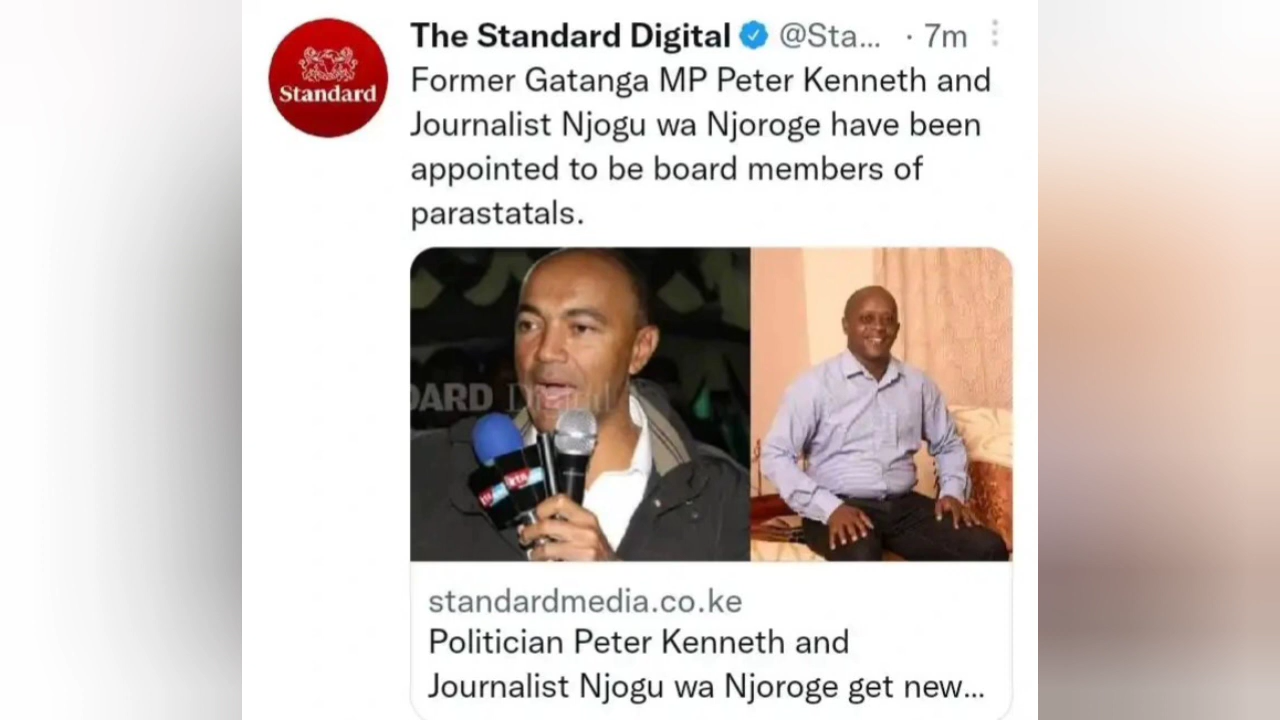 The Standard Digital @Sta... · 7m
Standard
Former Gatanga MP Peter Kenneth and
Journalist Njogu wa Njoroge have been
appointed to be board members of
parastatals.
DARD Digital
standardmedia.co.ke
Politician Peter Kenneth and
Journalist Njogu wa Njoroge get new...